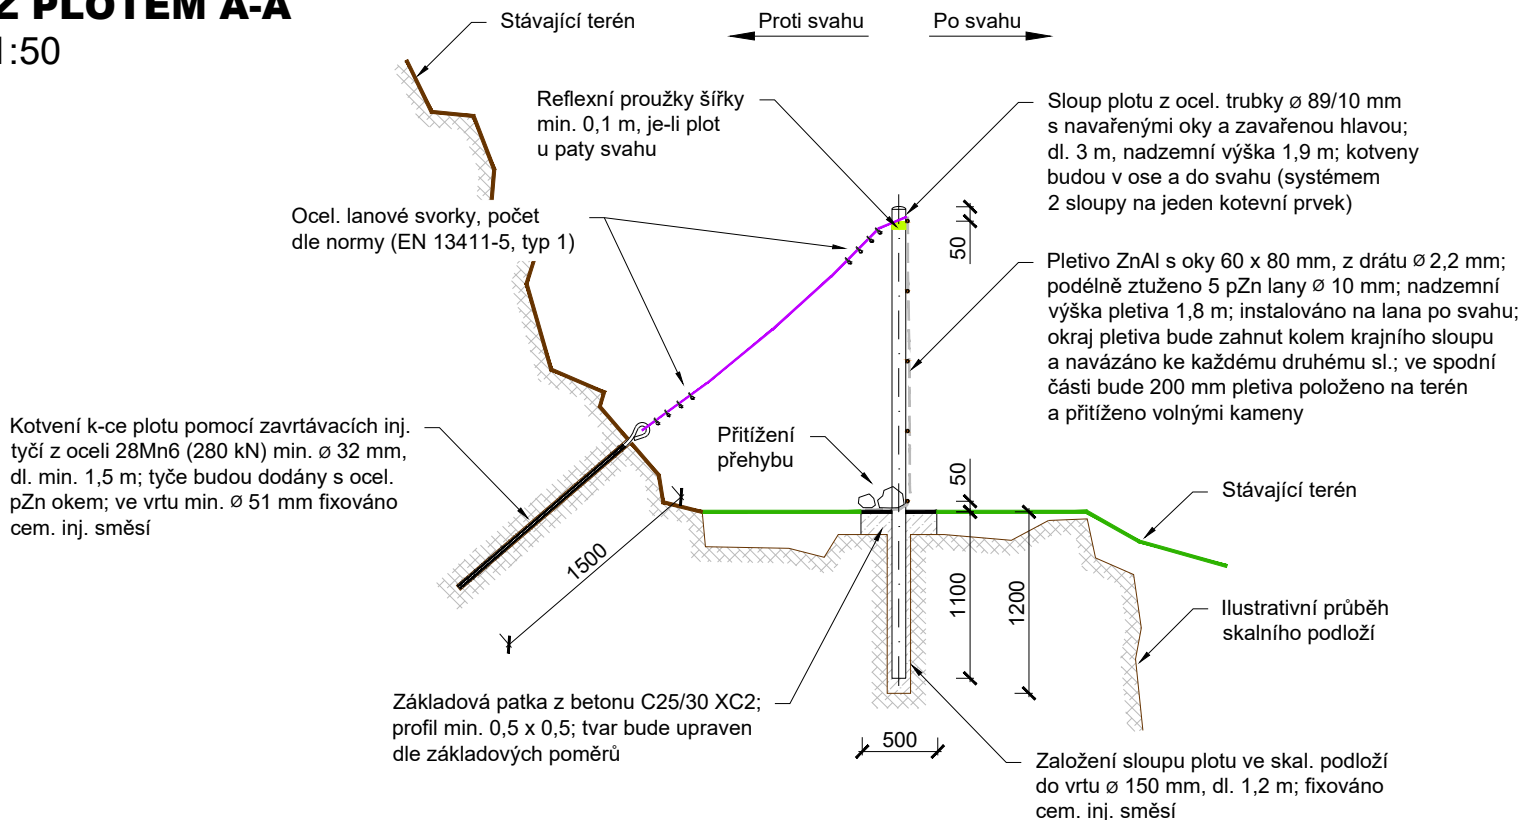 Z PLOTEM A-A
1:50
Stávající terén
Proti svahu
Po svahu
Reflexní proužky šířky
min. 0,1 m, je-li plot
u paty svahu
Sloup plotu z ocel. trubky ø 89/10 mm
s navařenými oky a zavařenou hlavou;
dl. 3 m, nadzemní výška 1,9 m; kotveny
budou v ose a do svahu (systémem
2 sloupy na jeden kotevní prvek)
Ocel. lanové svorky, počet
dle normy (EN 13411-5, typ 1)
50
Pletivo ZnAl s oky 60 x 80 mm, z drátu ø 2,2 mm;
podélně ztuženo 5 pZn lany ø 10 mm; nadzemní
výška pletiva 1,8 m; instalováno na lana po svahu;
okraj pletiva bude zahnut kolem krajního sloupu
a navázáno ke každému druhému sl.; ve spodní
části bude 200 mm pletiva položeno na terén
a přitíženo volnými kameny
Kotvení k-ce plotu pomocí zavrtávacích inj.
tyčí z oceli 28Mn6 (280 kN) min. ø 32 mm,
dl. min. 1,5 m; tyče budou dodány s ocel.
pZn okem; ve vrtu min. ø 51 mm fixováno
cem. inj. směsí
Přitížení
přehybu
50
Stávající terén
1500
1100
1200
Ilustrativní průběh
skalního podloží
Základová patka z betonu C25/30 XC2;
profil min. 0,5 x 0,5; tvar bude upraven
dle základových poměrů
500
Založení sloupu plotu ve skal. podloží
do vrtu ø 150 mm, dl. 1,2 m; fixováno
cem. inj. směsí